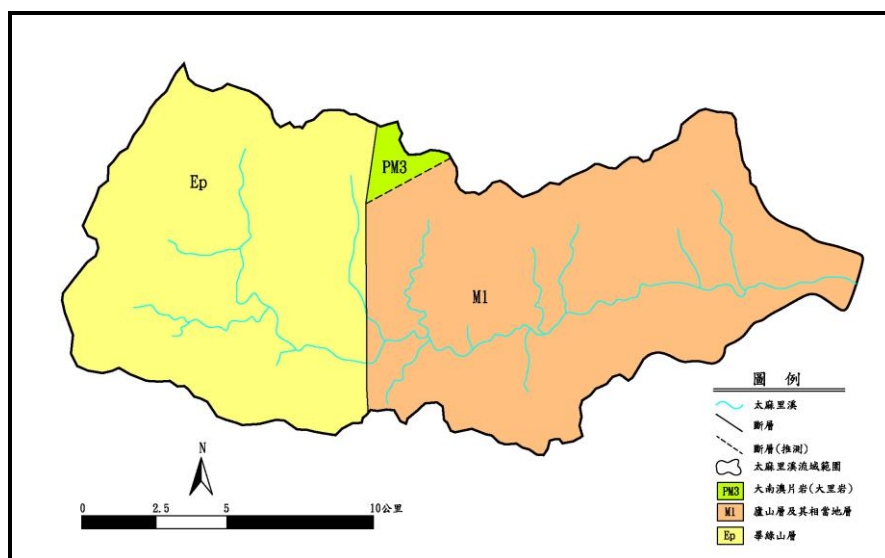 Ep
PM3
M1
N
0 2.5 5 10公里
圖 例
太麻里溪
斷層
斷層(推測)
太麻里溪流域範圍
PM3 大南澳片岩(大里岩)
M1 廬山層及其相當地層
Ep 畢祿山層